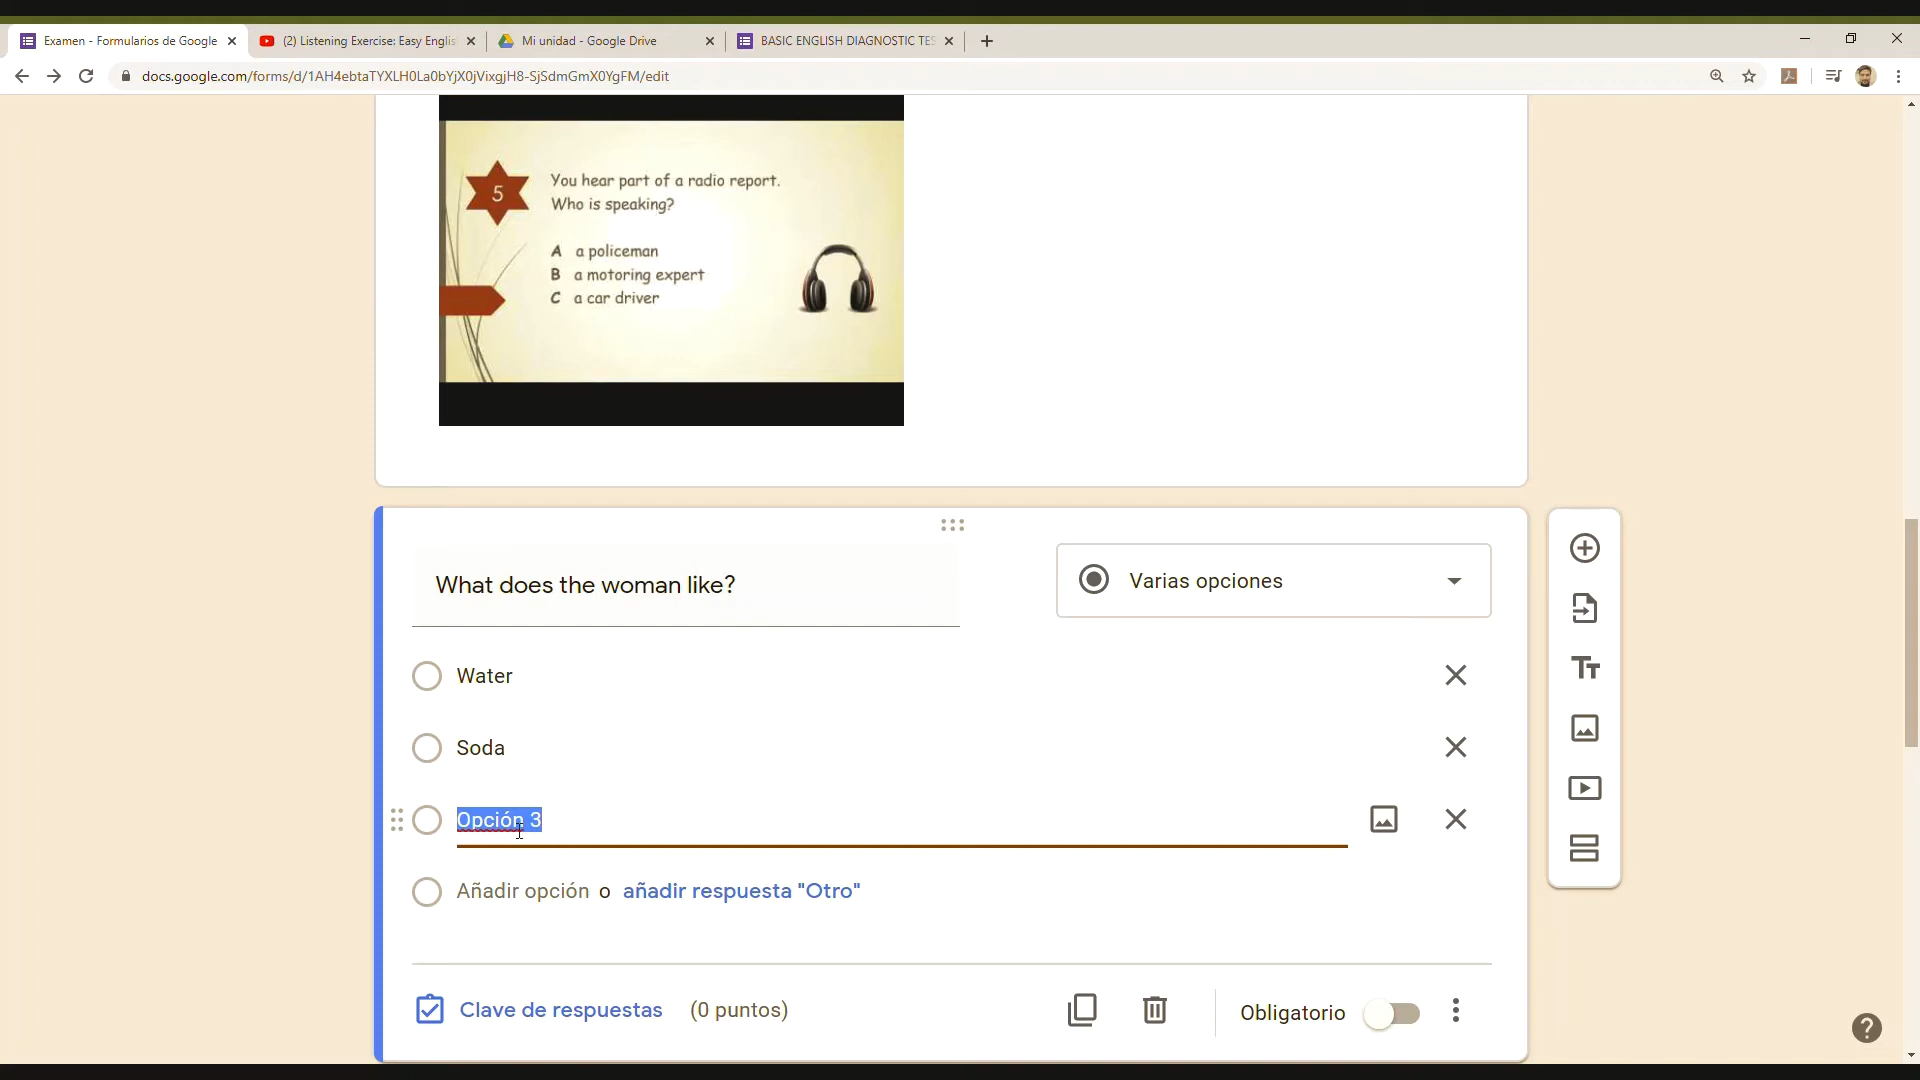 Examen - Formularios de Google
(2) Listening Exercise: Easy Englis
Mi unidad - Google Drive
BASIC ENGLISH DIAGNOSTIC TES
docs.google.com/forms/d/1AH4ebtaTYXLH0La0bYjX0jVixgjH8-SjSdmGmX0YgFM/edit
5
You hear part of a radio report.
Who is speaking?
A a policeman
B a motoring expert
C a car driver
What does the woman like?
Varias opciones
Water
Soda
Opción 3
Añadir opción o añadir respuesta "Otro"
Clave de respuestas (0 puntos)
Obligatorio